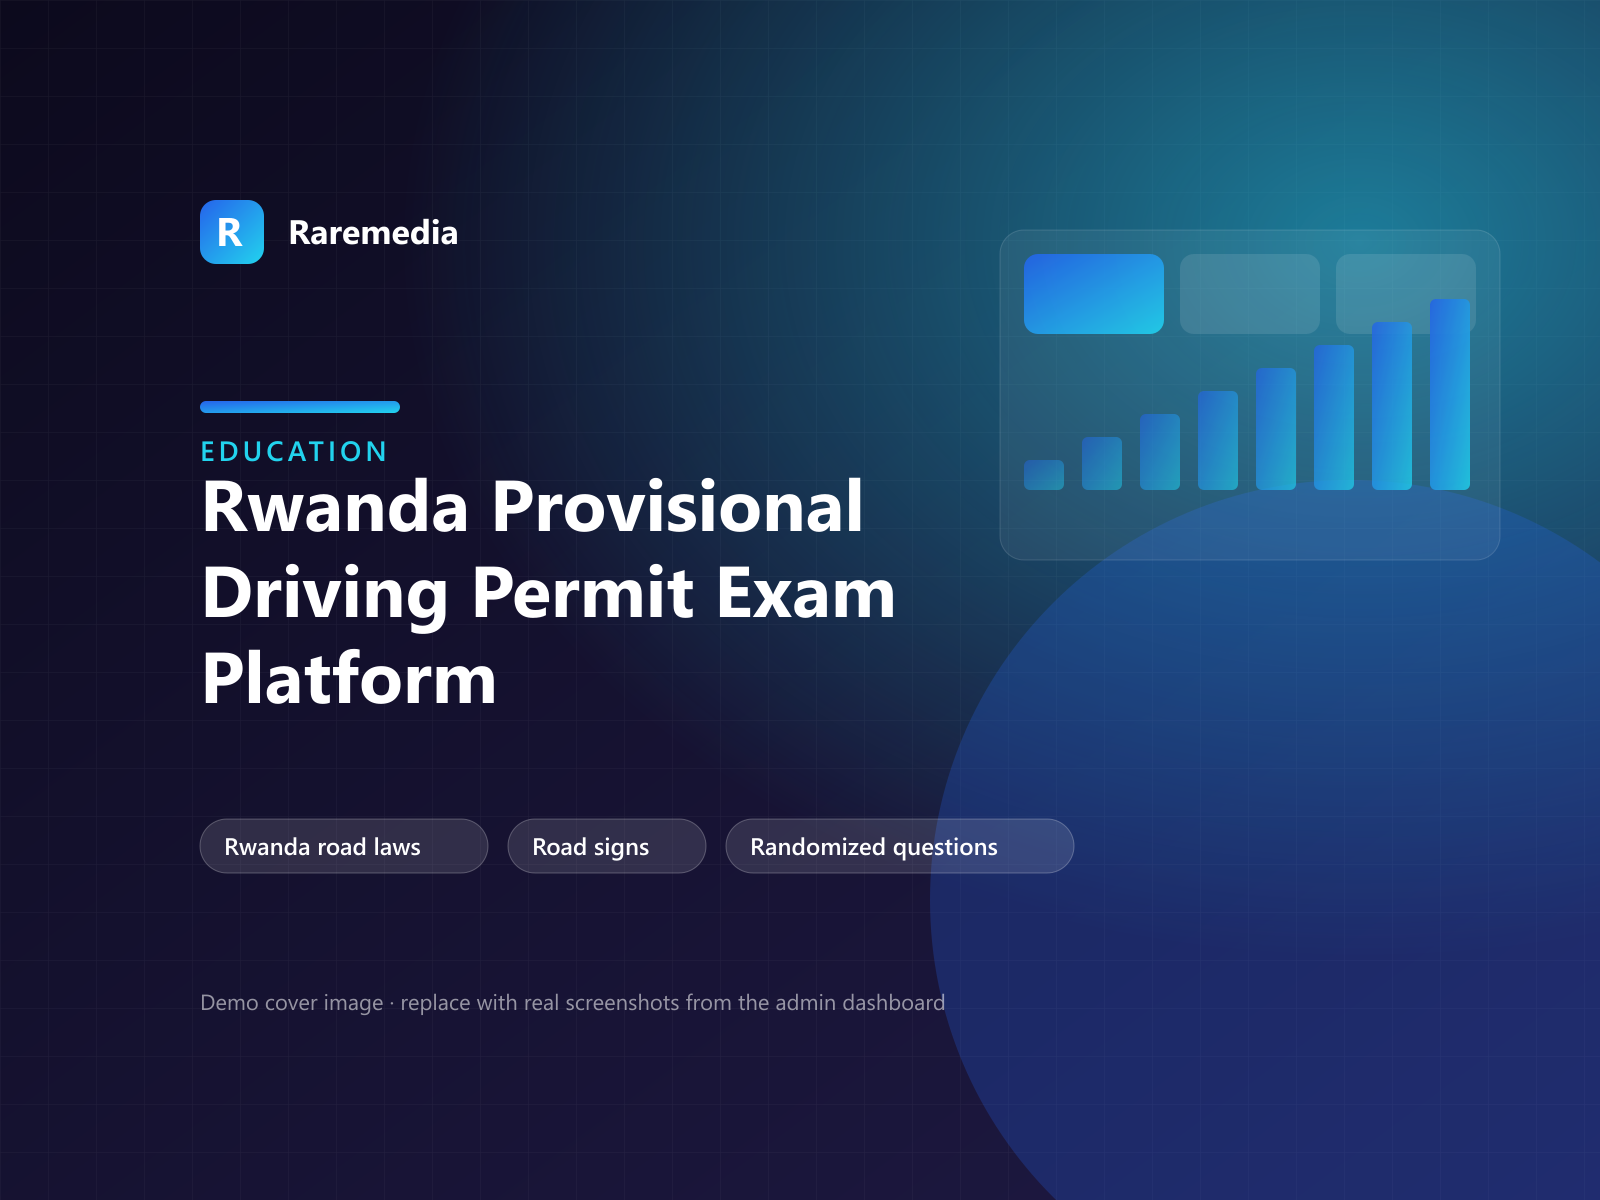 R
Raremedia
EDUCATION
Rwanda Provisional
Driving Permit Exam
Platform
Rwanda road laws
Road signs
Randomized questions
Demo cover image · replace with real screenshots from the admin dashboard